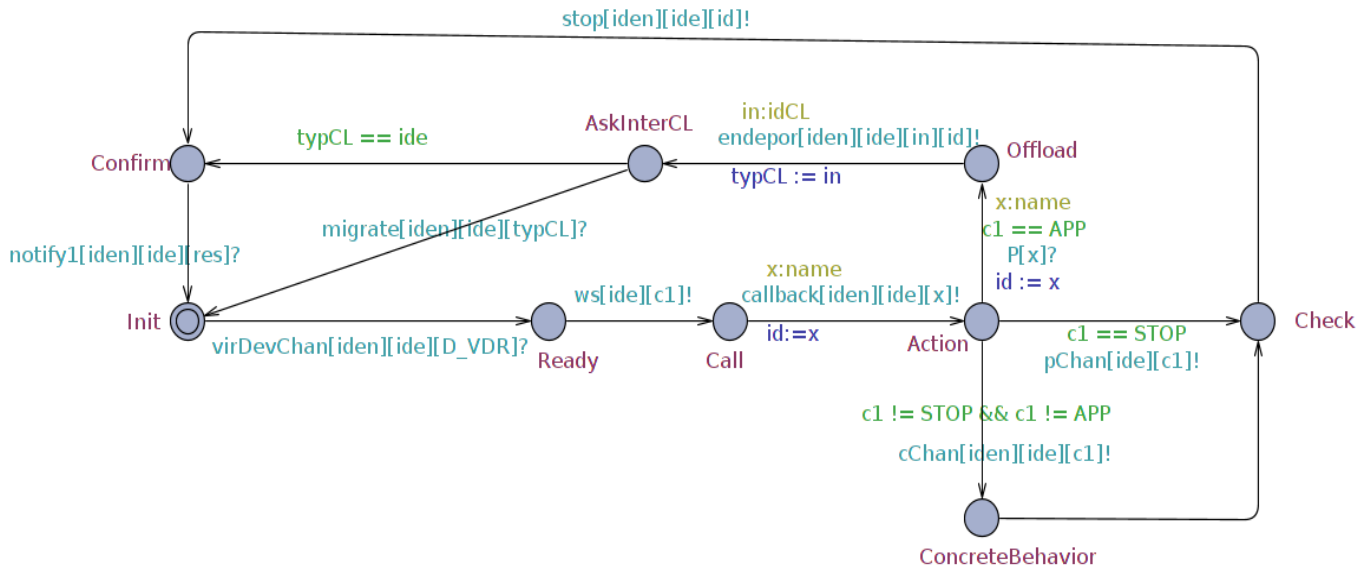 stop[iden][ide][id]!
in:idCL
AskInterCL
typCL == ide
endepor[iden][ide][in][id]!
Offload
Confirm
typCL := in
x:name
migrate[iden][ide][typCL]?
c1 == APP
notify1[iden][ide][res]?
P[x]?
x:name
id := x
ws[ide][c1]!
callback[iden][ide][x]!
Init
Check
virDevChan[iden][ide][D_VDR]?
id:=x
c1 == STOP
Ready
Call
Action
pChan[ide][c1]!
c1 != STOP && c1 != APP
cChan[iden][ide][c1]!
ConcreteBehavior